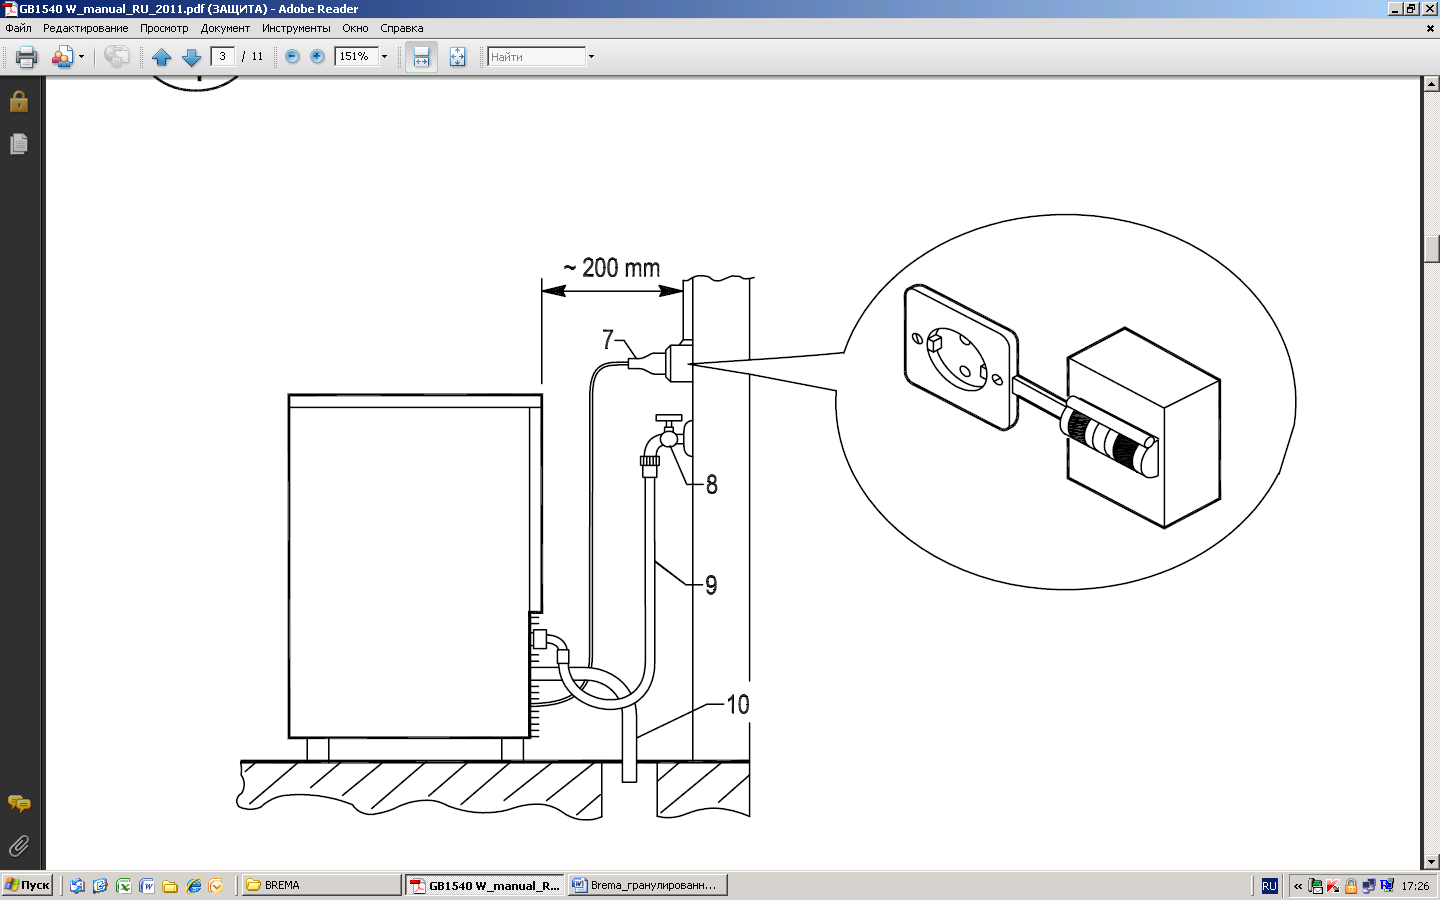 GB1540 W_manual_RU_2011.pdf (ЗАЩИТА) - Adobe Reader
Файл Редактирование Просмотр Документ Инструменты Окно Справка
3 / 11 151% Найти
~ 200 mm
7
8
9
10
Пуск BREMA GB1540 W_manual_R... Brema_гранулированн... RU « 17:26